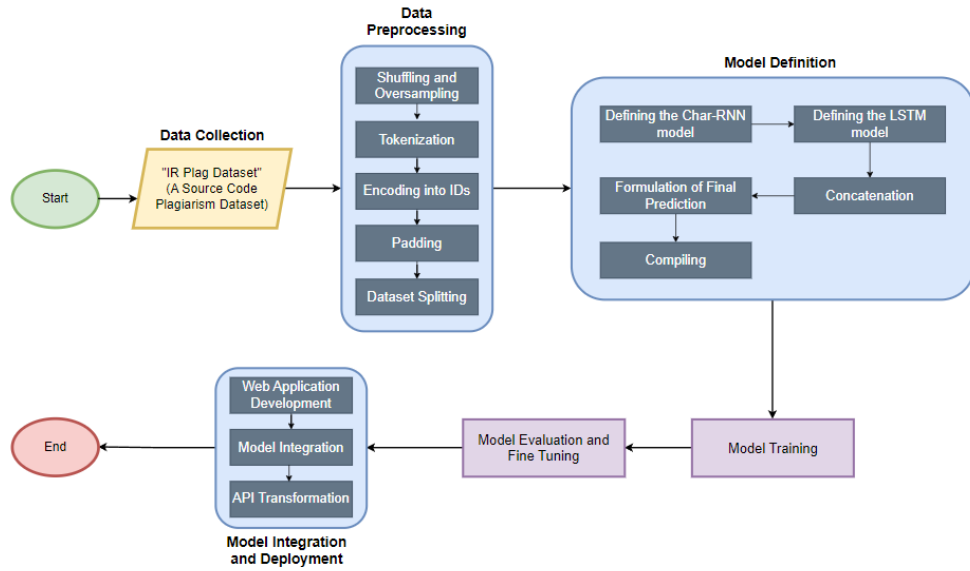 Start
Data Collection
"IR Plag Dataset"
(A Source Code
Plagiarism Dataset)
Data
Preprocessing
Shuffling and
Oversampling
Tokenization
Encoding into IDs
Padding
Dataset Splitting
Model Definition
Defining the Char-RNN
model
Defining the LSTM
model
Concatenation
Formulation of Final
Prediction
Compiling
Model Training
Model Evaluation and
Fine Tuning
Web Application
Development
Model Integration
API Transformation
Model Integration
and Deployment
End